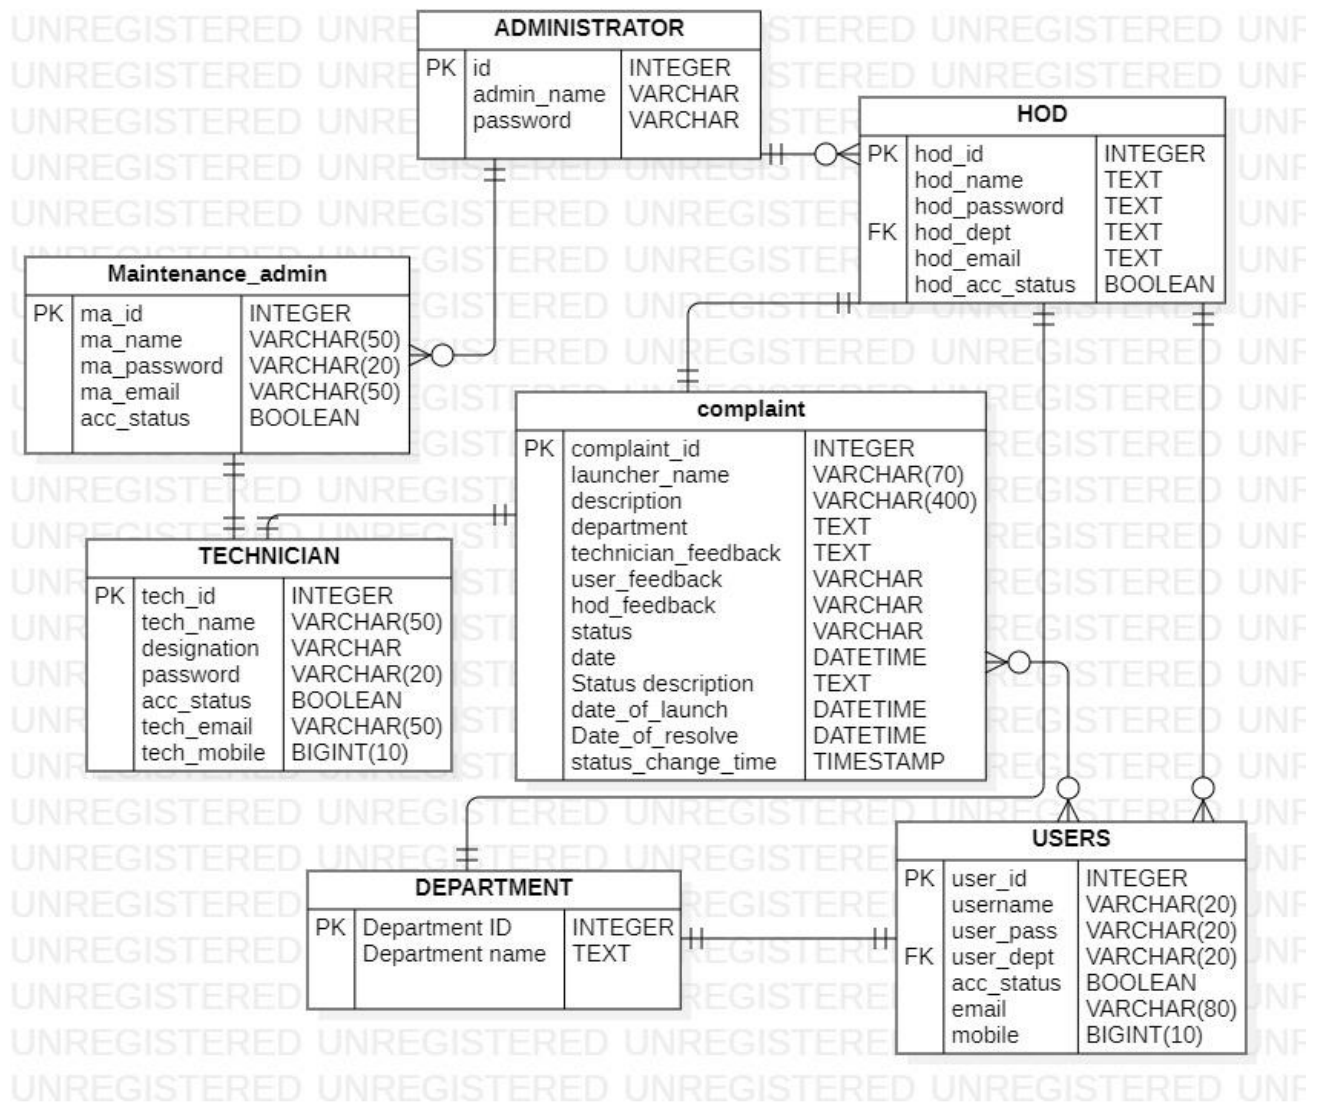 ADMINISTRATOR
PK id INTEGER
admin_name VARCHAR
password VARCHAR
HOD
PK hod_id INTEGER
hod_name TEXT
hod_password TEXT
FK hod_dept TEXT
hod_email TEXT
hod_acc_status BOOLEAN
Maintenance_admin
PK ma_id INTEGER
ma_name VARCHAR(50)
ma_password VARCHAR(20)
ma_email VARCHAR(50)
acc_status BOOLEAN
complaint
PK complaint_id INTEGER
launcher_name VARCHAR(70)
description VARCHAR(400)
department TEXT
technician_feedback TEXT
user_feedback VARCHAR
hod_feedback VARCHAR
status VARCHAR
date DATETIME
Status description TEXT
date_of_launch DATETIME
Date_of_resolve DATETIME
status_change_time TIMESTAMP
TECHNICIAN
PK tech_id INTEGER
tech_name VARCHAR(50)
designation VARCHAR
password VARCHAR(20)
acc_status BOOLEAN
tech_email VARCHAR(50)
tech_mobile BIGINT(10)
DEPARTMENT
PK Department ID INTEGER
Department name TEXT
USERS
PK user_id INTEGER
username VARCHAR(20)
user_pass VARCHAR(20)
FK user_dept VARCHAR(20)
acc_status BOOLEAN
email VARCHAR(80)
mobile BIGINT(10)
UNREGISTERED UNREGISTERED UNREGISTERED UNREGISTERED UNR